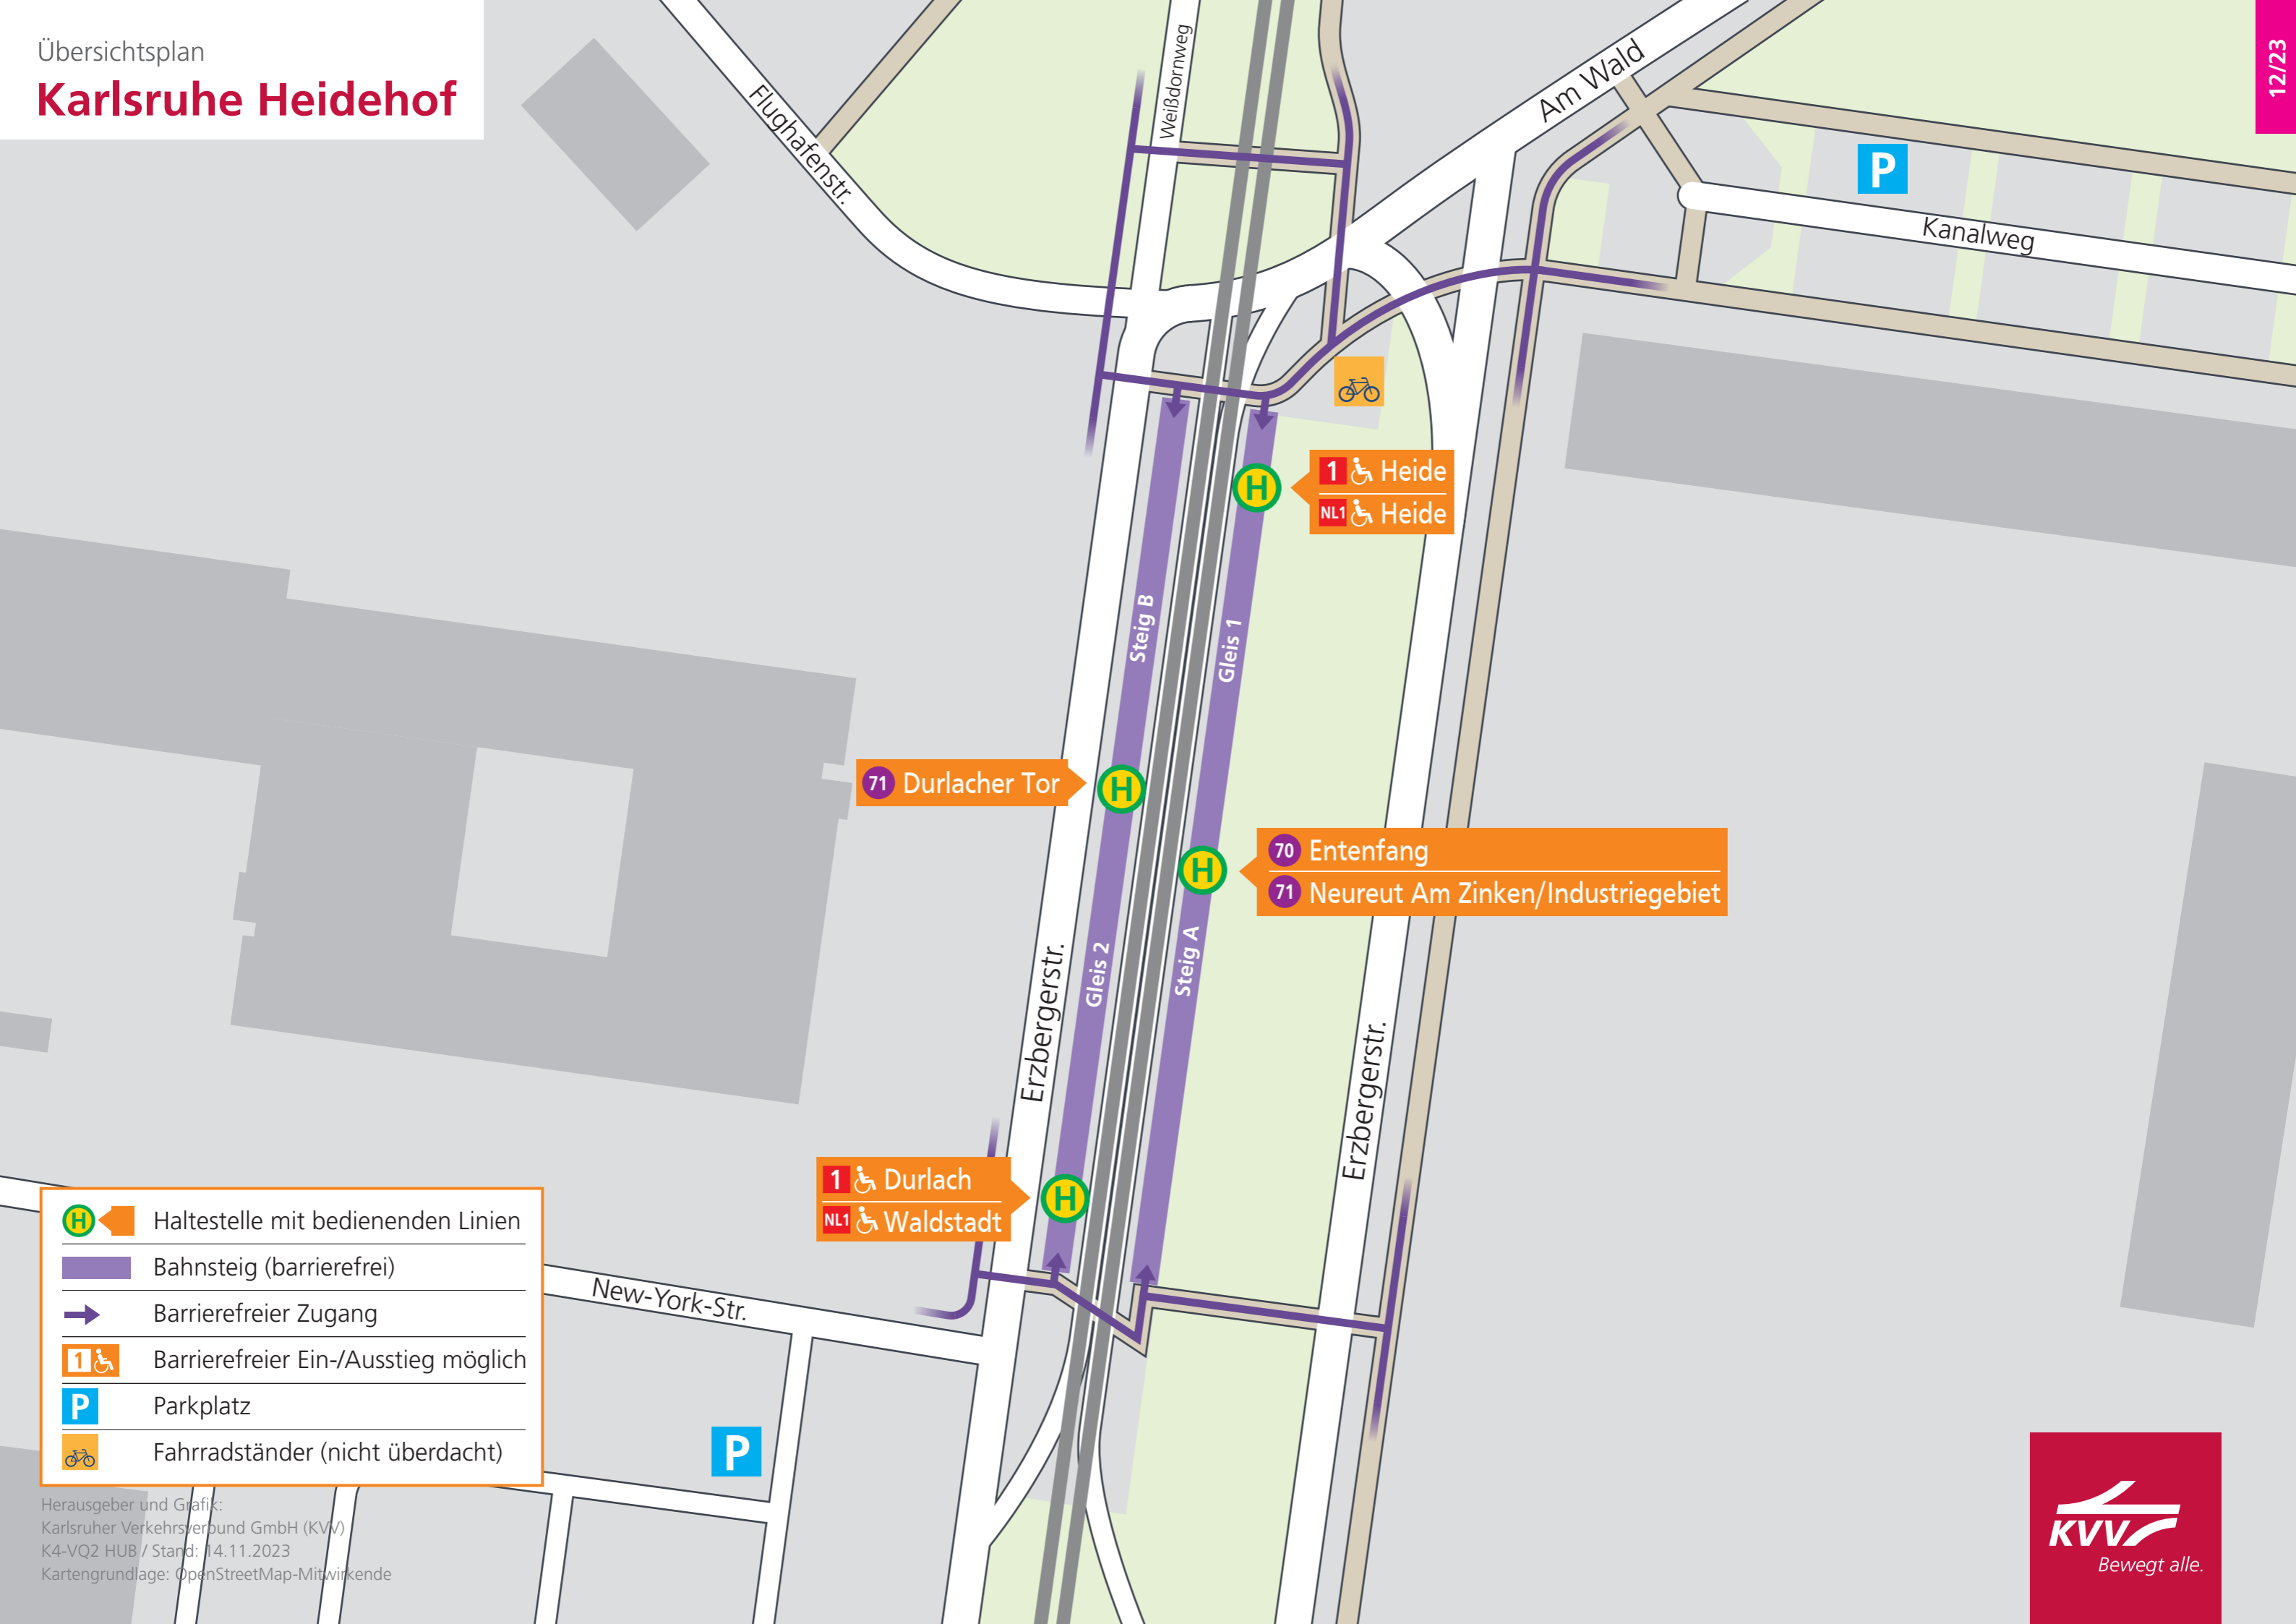 Übersichtsplan
Karlsruhe Heidehof
12/23
Weißdornweg
Flughafenstr.
Am Wald
P
Kanalweg
H
1 Heide
NL1 Heide
Steig B
Gleis 1
71 Durlacher Tor
H
H
70 Entenfang
71 Neureut Am Zinken/Industriegebiet
Erzbergerstr.
Gleis 2
Steig A
Erzbergerstr.
1 Durlach
NL1 Waldstadt
H
New-York-Str.
P
H Haltestelle mit bedienenden Linien
Bahnsteig (barrierefrei)
Barrierefreier Zugang
1 Barrierefreier Ein-/Ausstieg möglich
P Parkplatz
Fahrradständer (nicht überdacht)
Herausgeber und Grafik:
Karlsruher Verkehrsverbund GmbH (KVV)
K4-VQ2 HUB / Stand: 14.11.2023
Kartengrundlage: OpenStreetMap-Mitwirkende
KVV
Bewegt alle.